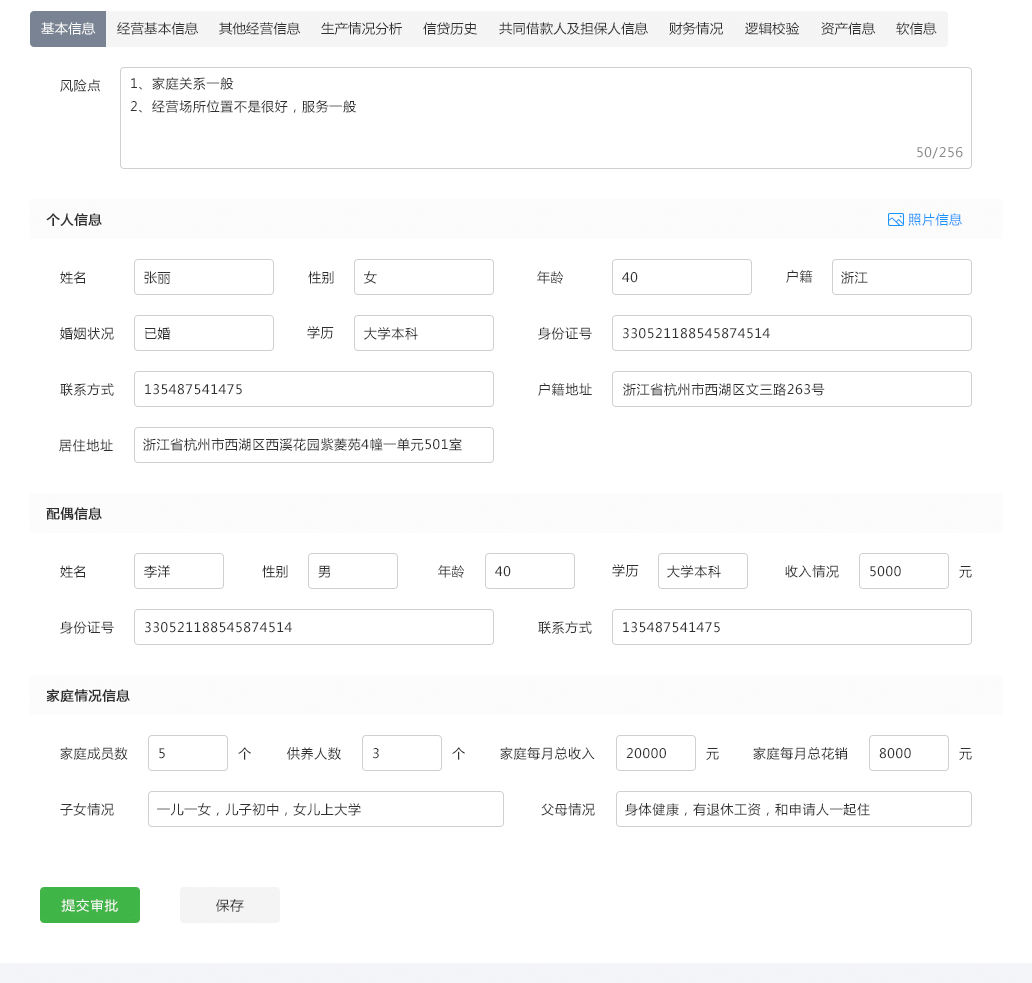 基本信息 经营基本信息 其他经营信息 生产情况分析 信贷历史 共同借款人及担保人信息 财务情况 逻辑校验 资产信息 软信息
风险点 1、家庭关系一般
2、经营场所位置不是很好，服务一般
50/256
个人信息 照片信息
姓名 张丽 性别 女 年龄 40 户籍 浙江
婚姻状况 已婚 学历 大学本科 身份证号 330521188545874514
联系方式 135487541475 户籍地址 浙江省杭州市西湖区文三路263号
居住地址 浙江省杭州市西湖区西溪花园紫菱苑4幢一单元501室
配偶信息
姓名 李洋 性别 男 年龄 40 学历 大学本科 收入情况 5000 元
身份证号 330521188545874514 联系方式 135487541475
家庭情况信息
家庭成员数 5 个 供养人数 3 个 家庭每月总收入 20000 元 家庭每月总花销 8000 元
子女情况 一儿一女，儿子初中，女儿上大学 父母情况 身体健康，有退休工资，和申请人一起住
提交审批 保存